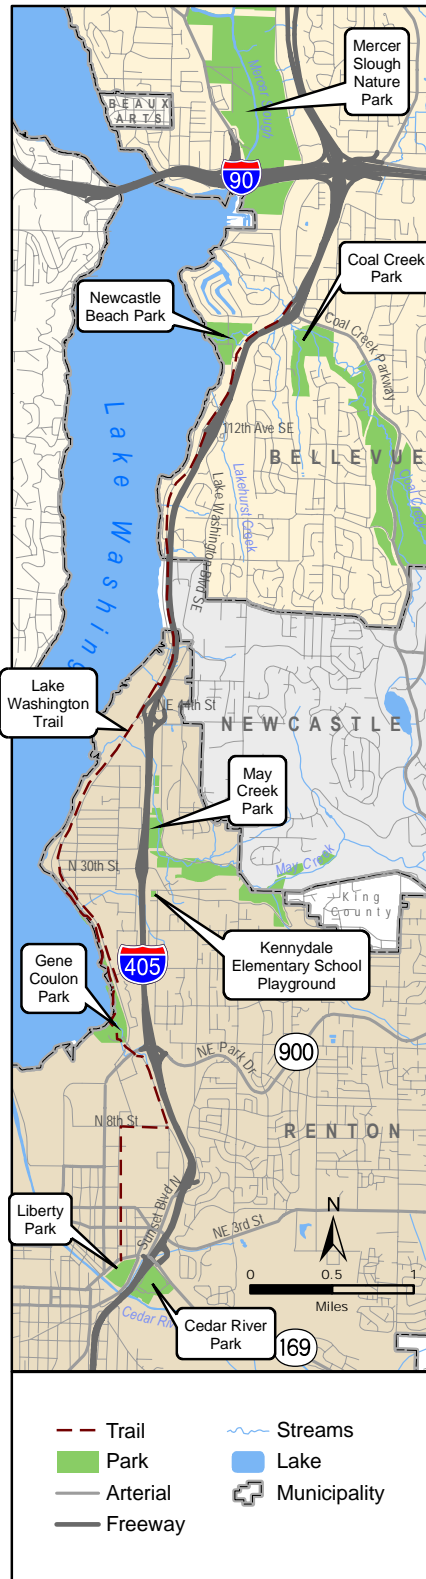 Mercer
Slough
Nature
Park
Mercer Slough
BEAUX
ARTS
90
Coal Creek
Park
Newcastle
Beach Park
Coal Creek Parkway
112th Ave SE
BELLEVUE
Lake Washing
Lakehurst Creek
Coal Creek
Lake Washington Blvd SE
Lake
Washington
Trail
NE 44th St
NEWCASTLE
May
Creek
Park
N 30th St
May Creek
King
County
Kennydale
Elementary School
Playground
Gene
Coulon
Park
405
900
NE Park Dr
N 8th St
RENTON
Sunset Blvd N
NE 3rd St
N
Liberty
Park
0 0.5 1
Miles
Cedar Riv
Cedar River
Park
169
Trail
Streams
Park
Lake
Arterial
Municipality
Freeway